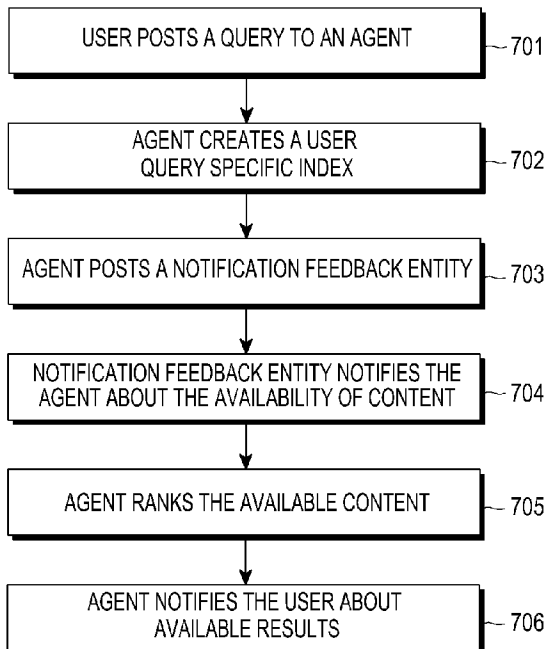 USER POSTS A QUERY TO AN AGENT
701
AGENT CREATES A USER
QUERY SPECIFIC INDEX
702
AGENT POSTS A NOTIFICATION FEEDBACK ENTITY
703
NOTIFICATION FEEDBACK ENTITY NOTIFIES THE
AGENT ABOUT THE AVAILABILITY OF CONTENT
704
AGENT RANKS THE AVAILABLE CONTENT
705
AGENT NOTIFIES THE USER ABOUT
AVAILABLE RESULTS
706